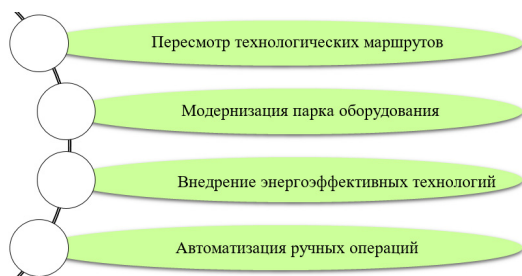 Пересмотр технологических маршрутов
Модернизация парка оборудования
Внедрение энергоэффективных технологий
Автоматизация ручных операций